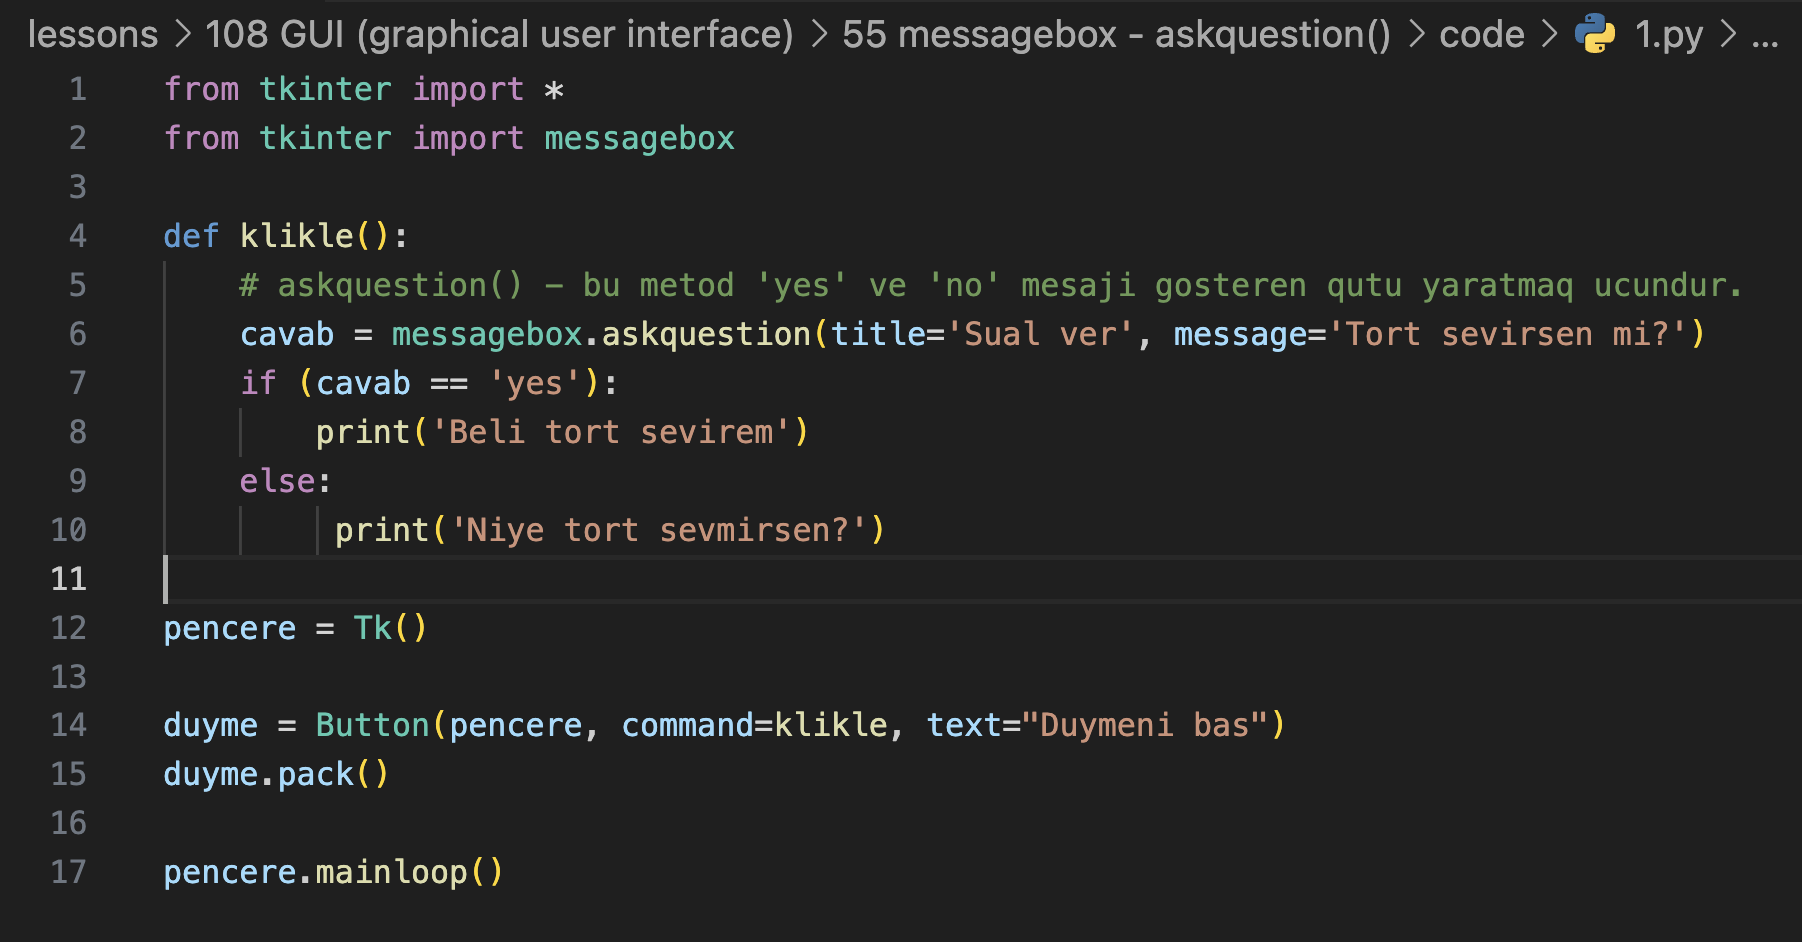 lessons > 108 GUI (graphical user interface) > 55 messagebox - askquestion() > code > 1.py > ...
1 from tkinter import *
2 from tkinter import messagebox
3
4 def klikle():
5     # askquestion() - bu metod 'yes' ve 'no' mesaji gosteren qutu yaratmaq ucundur.
6     cavab = messagebox.askquestion(title='Sual ver', message='Tort sevirsen mi?')
7     if (cavab == 'yes'):
8         print('Beli tort sevirem')
9     else:
10          print('Niye tort sevmirsen?')
11
12 pencere = Tk()
13
14 duyme = Button(pencere, command=klikle, text="Duymeni bas")
15 duyme.pack()
16
17 pencere.mainloop()